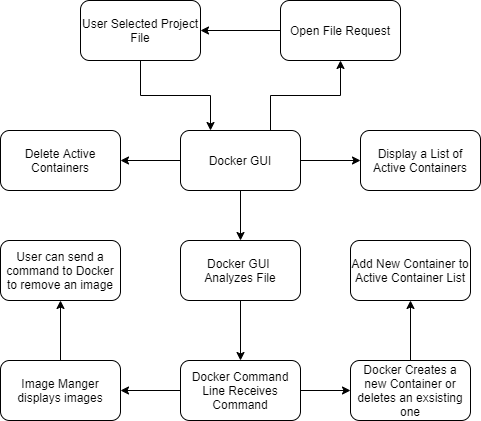 User Selected Project
File
Open File Request
Delete Active
Containers
Docker GUI
Display a List of
Active Containers
User can send a
command to Docker
to remove an image
Docker GUI
Analyzes File
Add New Container to
Active Container List
Image Manger
displays images
Docker Command
Line Receives
Command
Docker Creates a
new Container or
deletes an exsisting
one